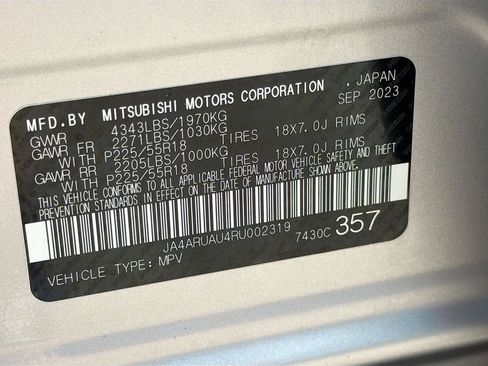 MFD.BY MITSUBISHI MOTORS CORPORATION , JAPAN
GVWR 4343LBS/1970KG SEP 2023
GAWR FR 2271LBS/1030KG
WITH P225/55R18 TIRES 18X7.0J RIMS
GAWR RR 2205LBS/1000KG
WITH P225/55R18 TIRES 18X7.0J RIMS
THIS VEHICLE CONFORMS TO ALL APPLICABLE FEDERAL MOTOR VEHICLE SAFETY AND THEFT
PREVENTION STANDARDS IN EFFECT ON THE DATE OF MANUFACTURE SHOWN ABOVE.
JA4ARUAU4RU002319 7430C 357
VEHICLE TYPE: MPV